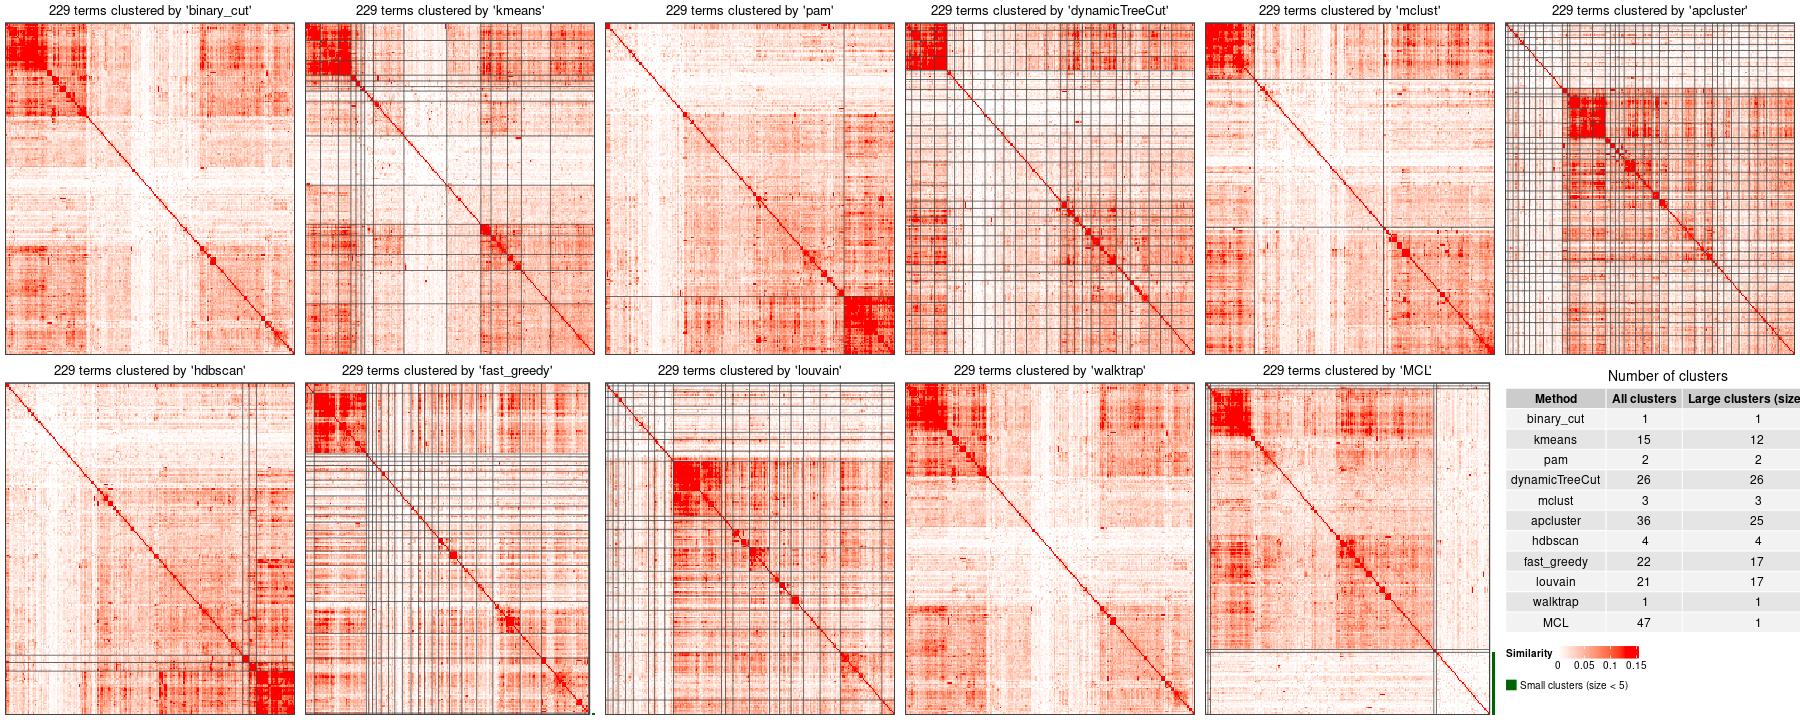 229 terms clustered by 'binary_cut'
229 terms clustered by 'kmeans'
229 terms clustered by 'pam'
229 terms clustered by 'dynamicTreeCut'
229 terms clustered by 'mclust'
229 terms clustered by 'apcluster'
229 terms clustered by 'hdbscan'
229 terms clustered by 'fast_greedy'
229 terms clustered by 'louvain'
229 terms clustered by 'walktrap'
229 terms clustered by 'MCL'
Number of clusters
Method All clusters Large clusters (size
binary_cut 1 1
kmeans 15 12
pam 2 2
dynamicTreeCut 26 26
mclust 3 3
apcluster 36 25
hdbscan 4 4
fast_greedy 22 17
louvain 21 17
walktrap 1 1
MCL 47 1
Similarity
0 0.05 0.1 0.15
Small clusters (size < 5)